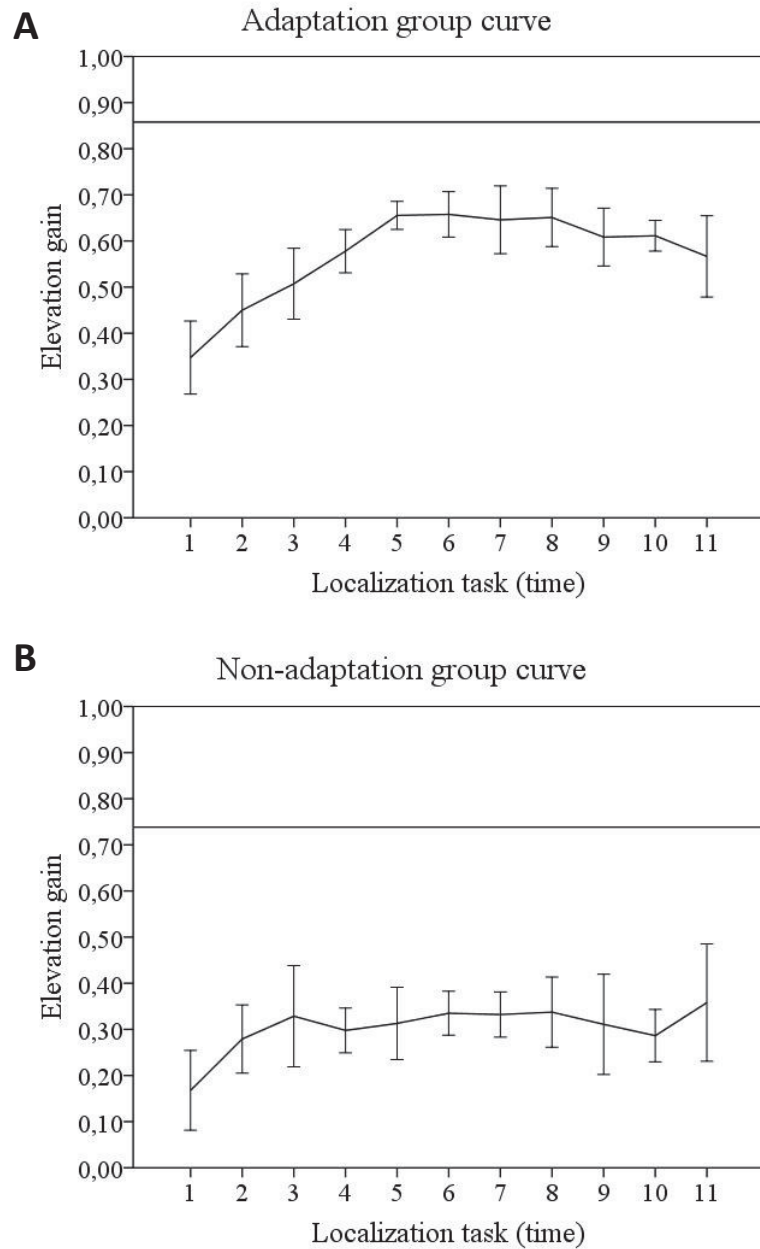 A
Adaptation group curve
1,00
0,90
0,80
0,70
0,60
0,50
0,40
0,30
0,20
0,10
0,00
Elevation gain
1 2 3 4 5 6 7 8 9 10 11
Localization task (time)
B
Non-adaptation group curve
1,00
0,90
0,80
0,70
0,60
0,50
0,40
0,30
0,20
0,10
0,00
Elevation gain
1 2 3 4 5 6 7 8 9 10 11
Localization task (time)